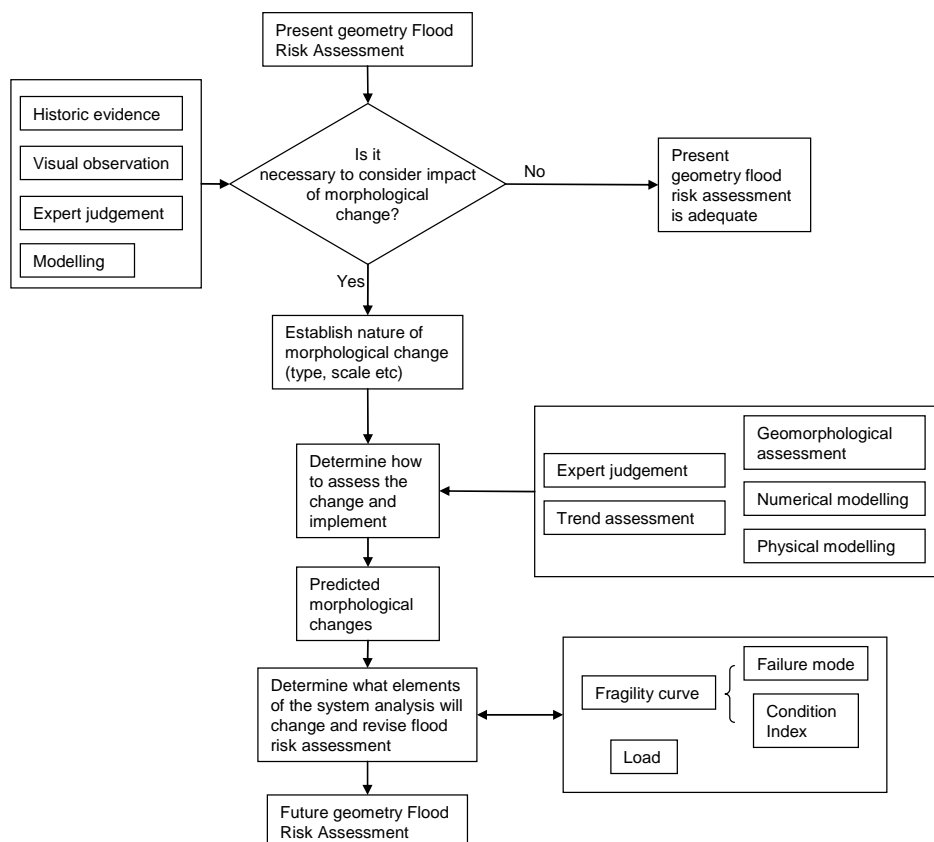 Present geometry Flood
Risk Assessment
Historic evidence
Visual observation
Expert judgement
Modelling
Is it
necessary to consider impact
of morphological
change?
No
Present
geometry flood
risk assessment
is adequate
Yes
Establish nature of
morphological change
(type, scale etc)
Determine how
to assess the
change and
implement
Expert judgement
Trend assessment
Geomorphological
assessment
Numerical modelling
Physical modelling
Predicted
morphological
changes
Determine what elements
of the system analysis will
change and revise flood
risk assessment
Fragility curve
Failure mode
Condition
Index
Load
Future geometry Flood
Risk Assessment